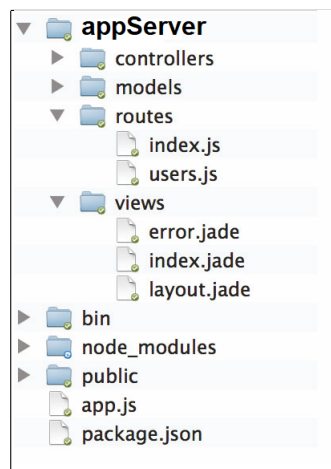 appServer
controllers
models
routes
index.js
users.js
views
error.jade
index.jade
layout.jade
bin
node_modules
public
app.js
package.json